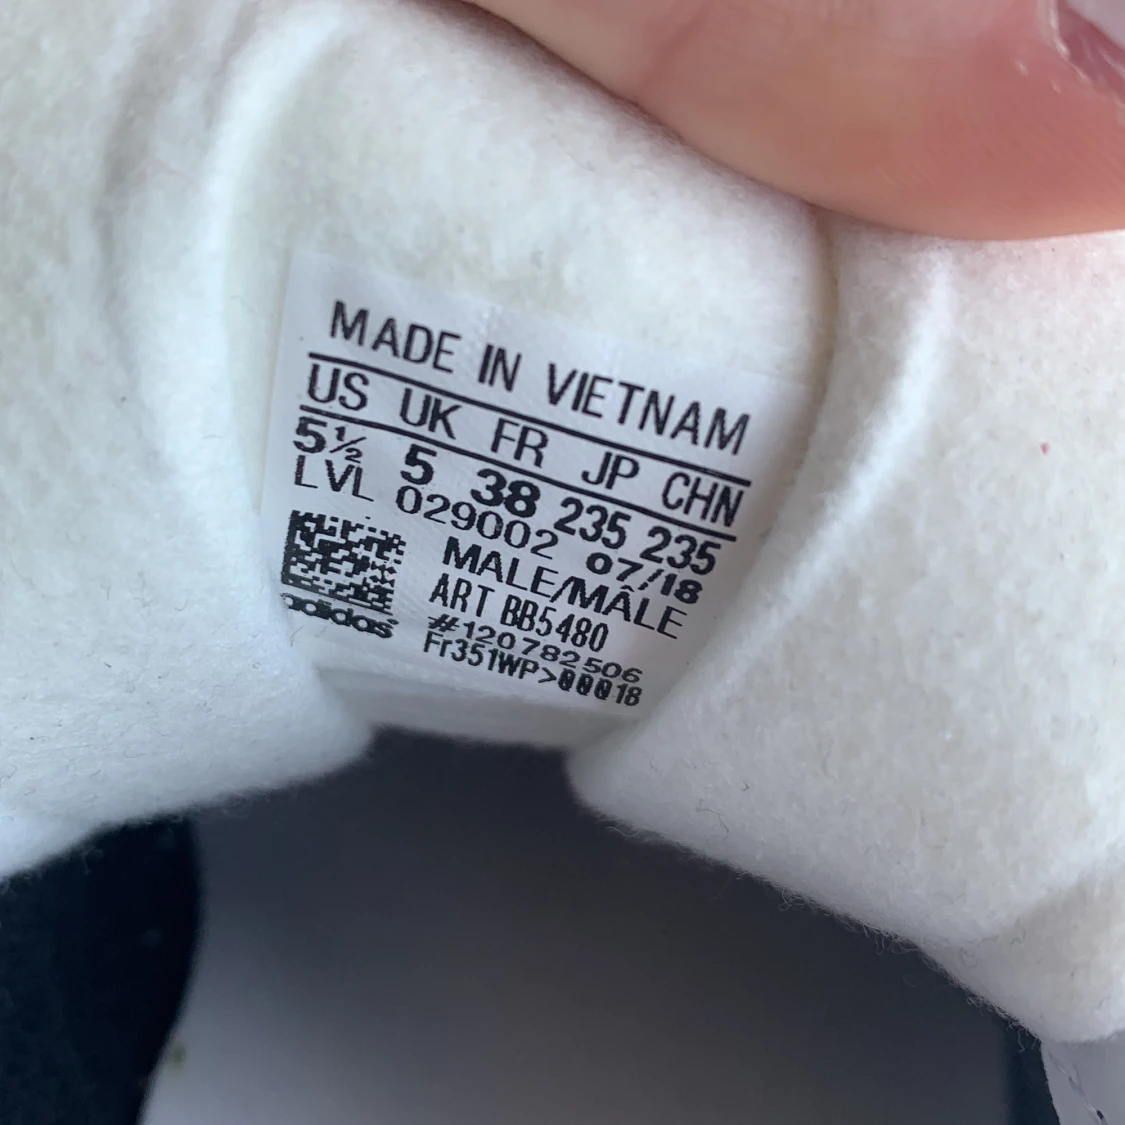 MADE IN VIETNAM
US UK FR JP CHN
5½ 5 38 235 235
LVL 029002 07/18
MALE/MÂLE
ART BB5480
#120782506
Fr351WP>00018
adidas